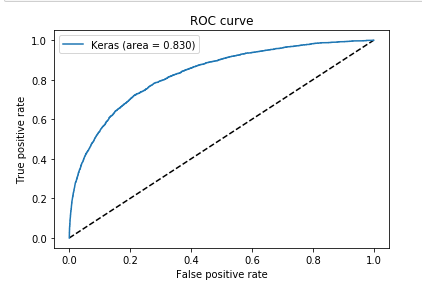 ROC curve
Keras (area = 0.830)
1.0
0.8
0.6
0.4
0.2
0.0
True positive rate
0.0 0.2 0.4 0.6 0.8 1.0
False positive rate